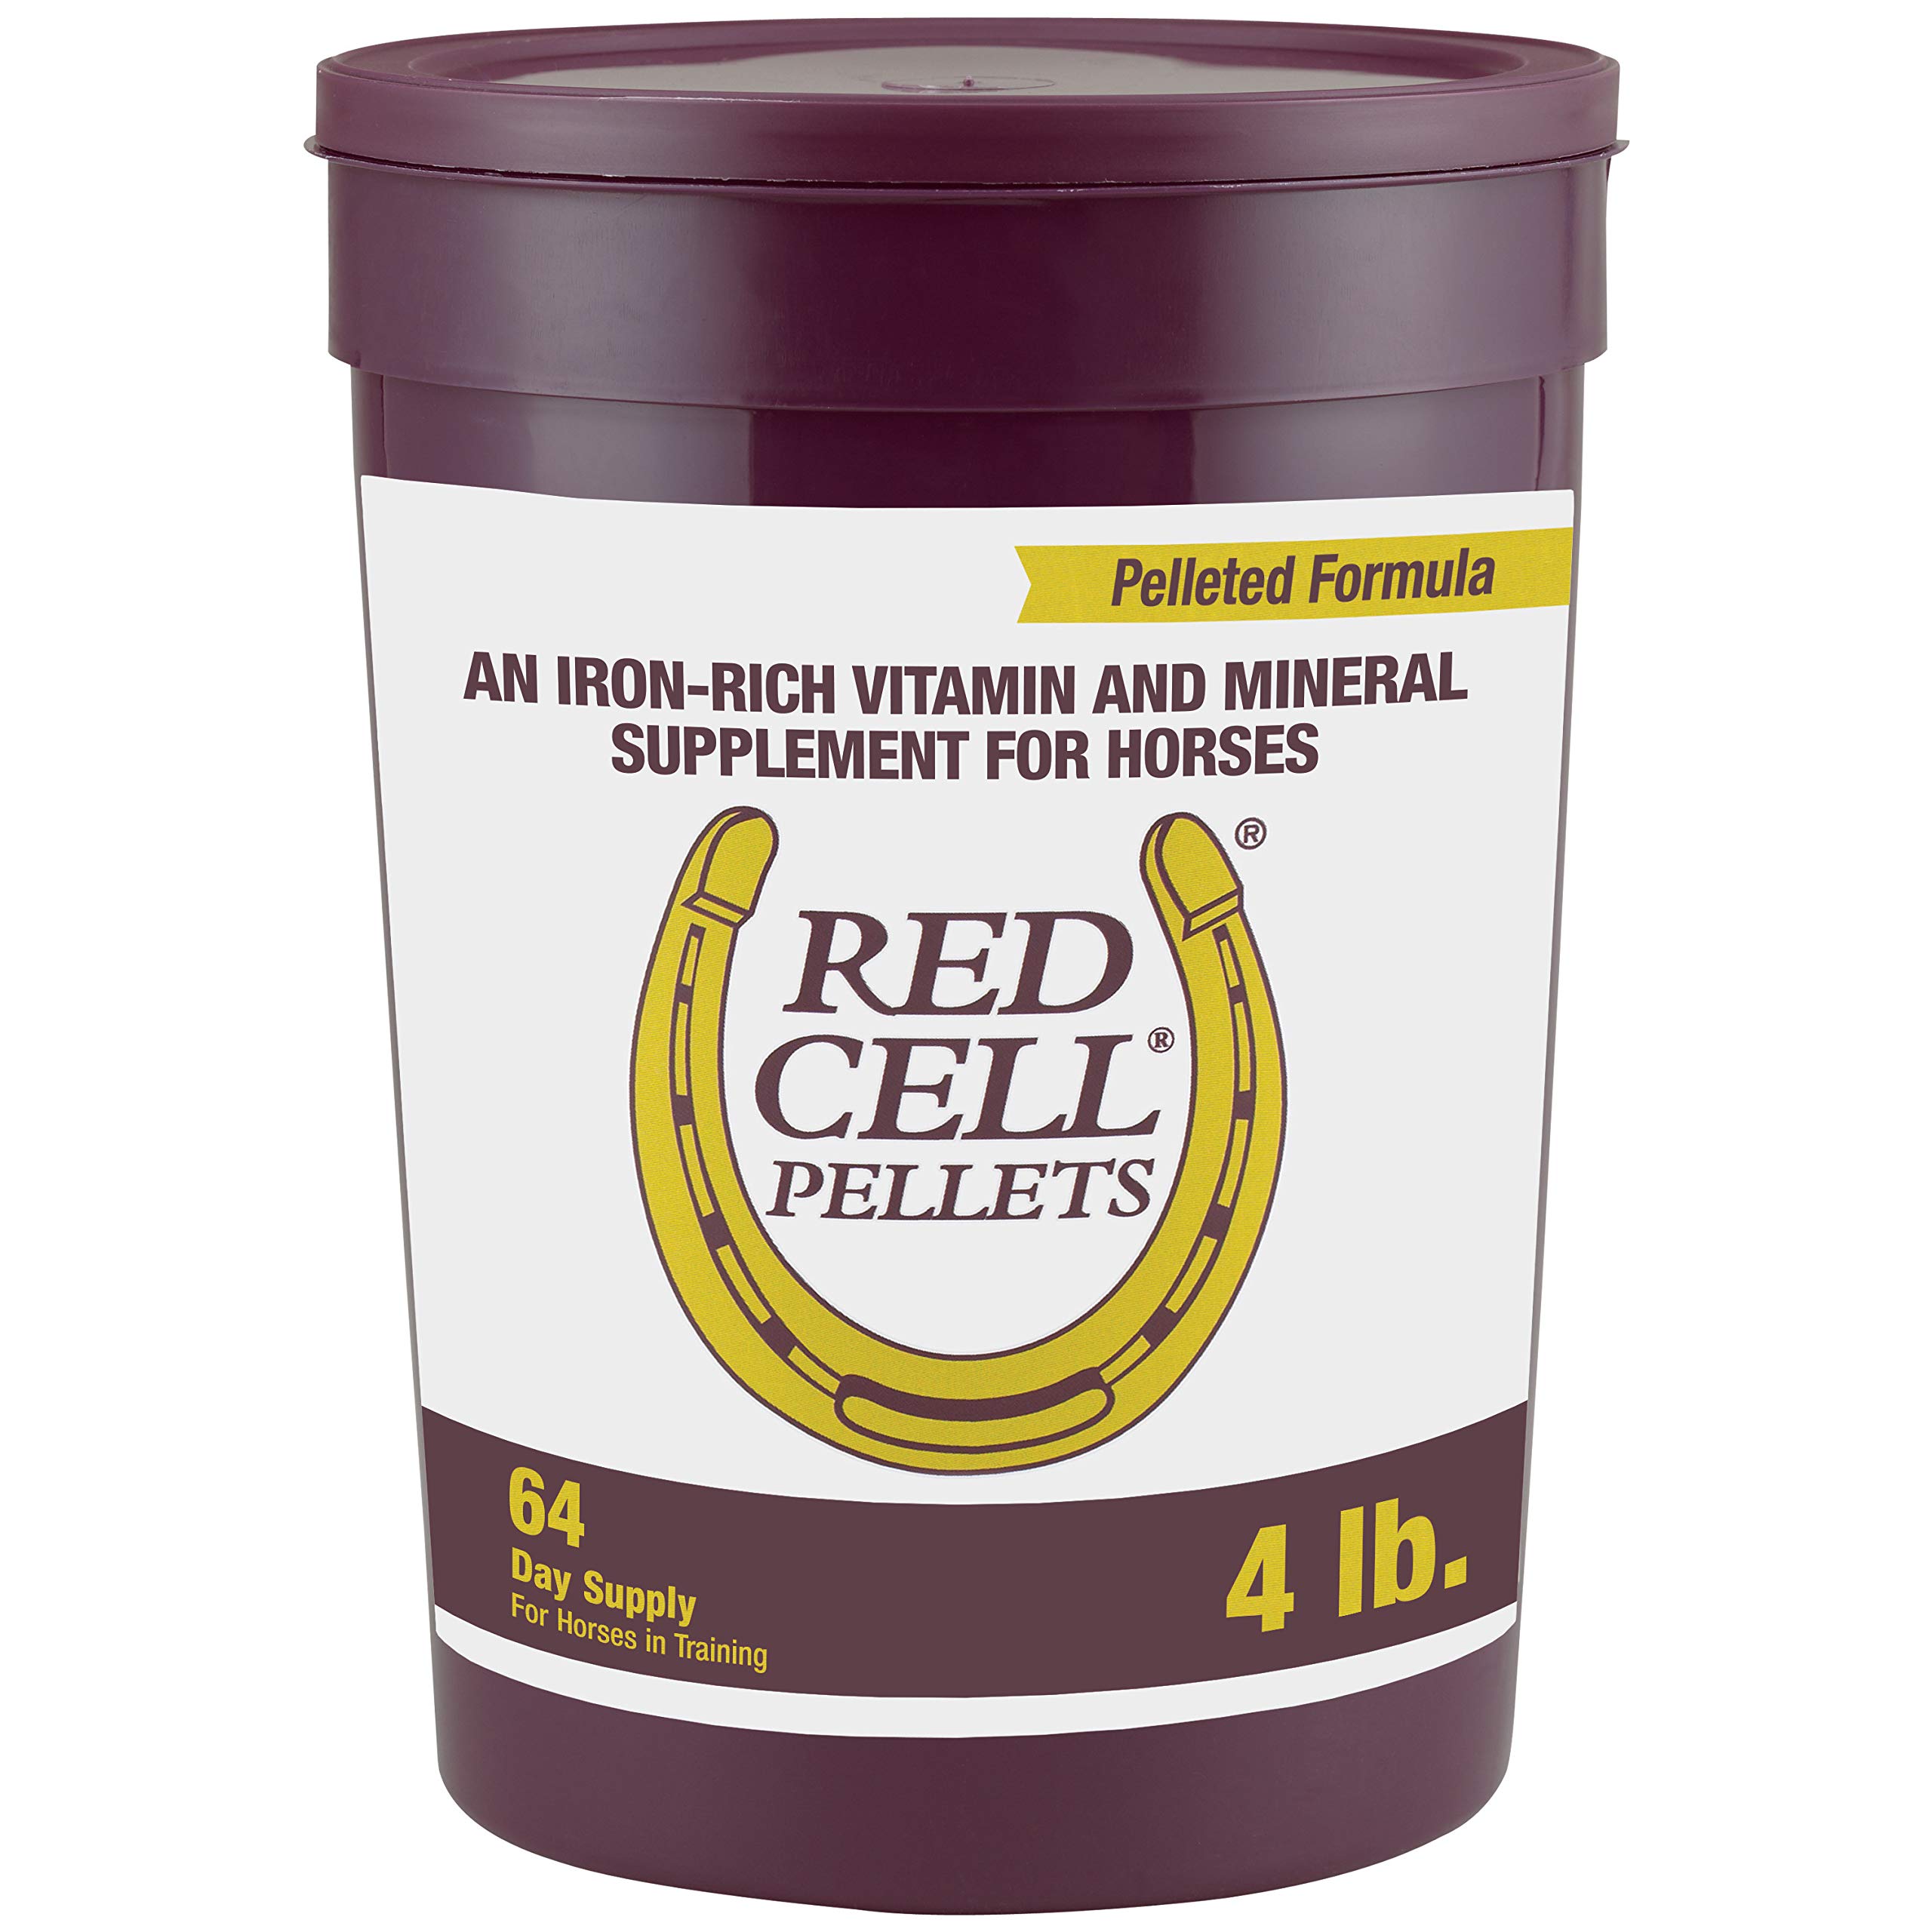 Pelleted Formula
AN IRON-RICH VITAMIN AND MINERAL
SUPPLEMENT FOR HORSES
®
RED
CELL®
PELLETS
64
Day Supply
For Horses in Training
4 lb.